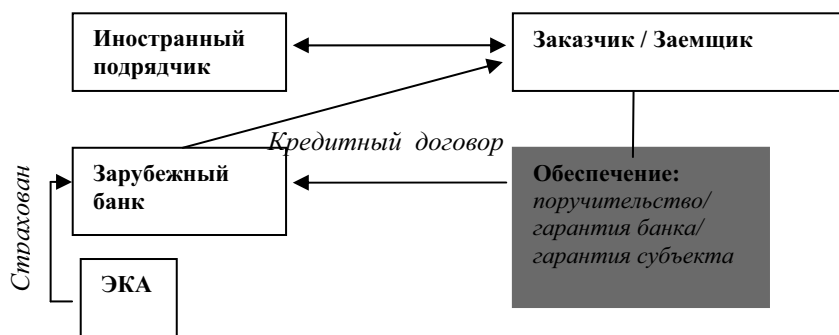 Иностранный
подрядчик
Заказчик / Заемщик
Кредитный договор
Зарубежный
банк
Обеспечение:
поручительство/
гарантия банка/
гарантия субъекта
Страхован
ЭКА